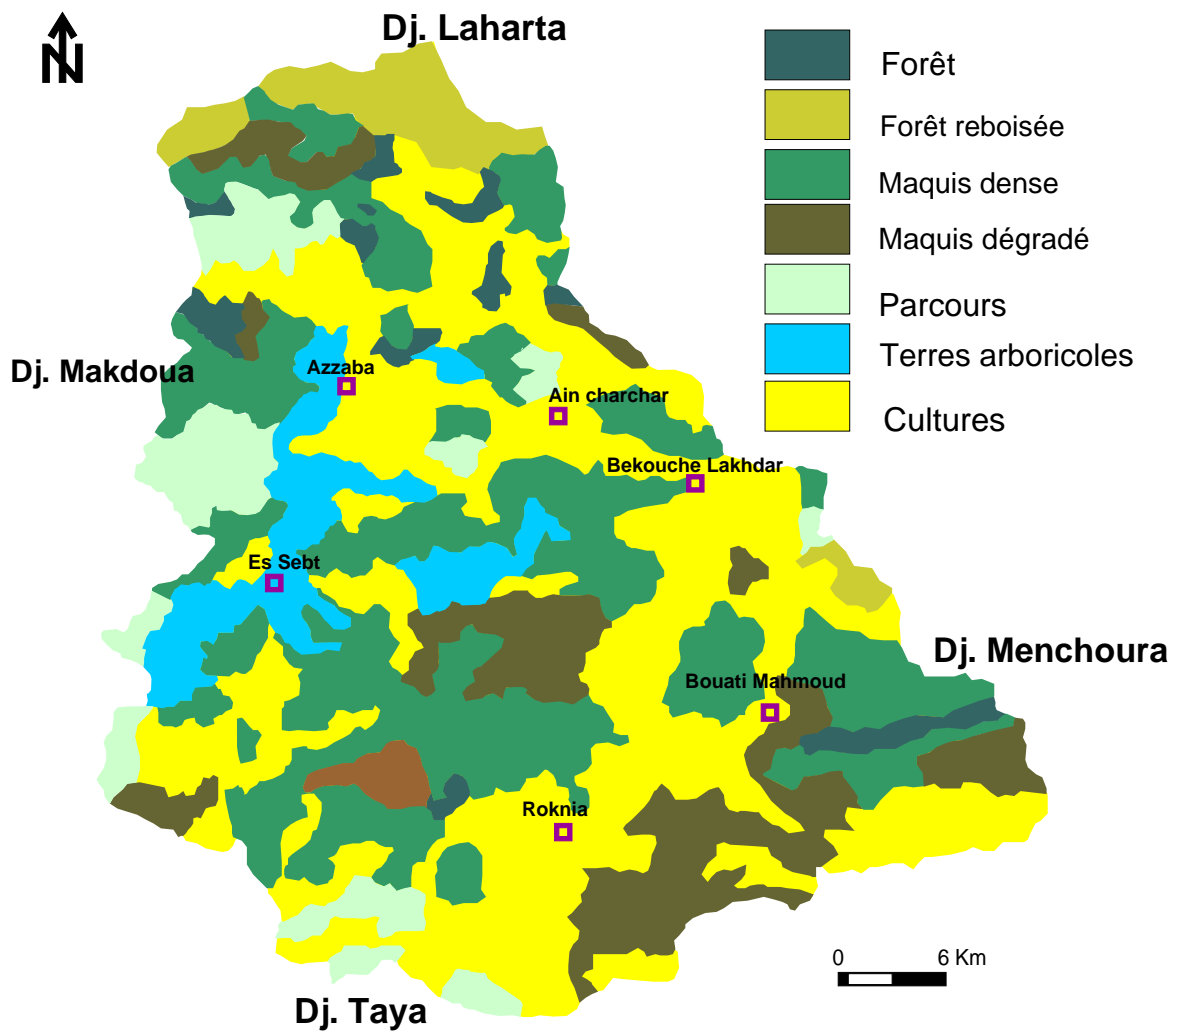 N
Dj. Laharta
Forêt
Forêt reboisée
Maquis dense
Maquis dégradé
Parcours
Terres arboricoles
Cultures
Dj. Makdoua
Azzaba
Ain charchar
Bekouche Lakhdar
Es Sebt
Dj. Menchoura
Bouati Mahmoud
Roknia
0 6 Km
Dj. Taya